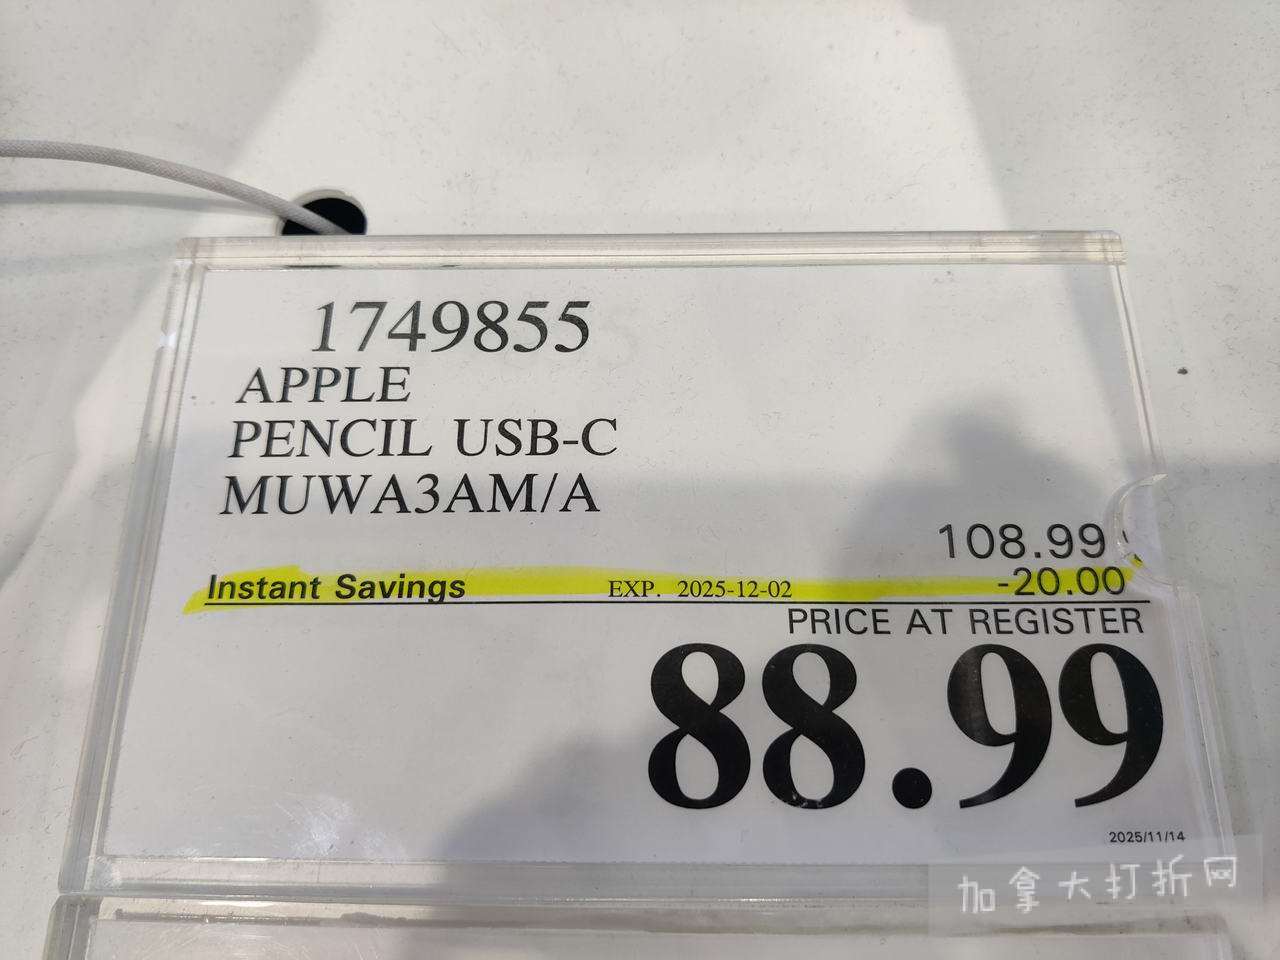 1749855
APPLE
PENCIL USB-C
MUWA3AM/A
108.99
Instant Savings EXP. 2025-12-02 -20.00
PRICE AT REGISTER
88.99
2025/11/14
加拿大打折网